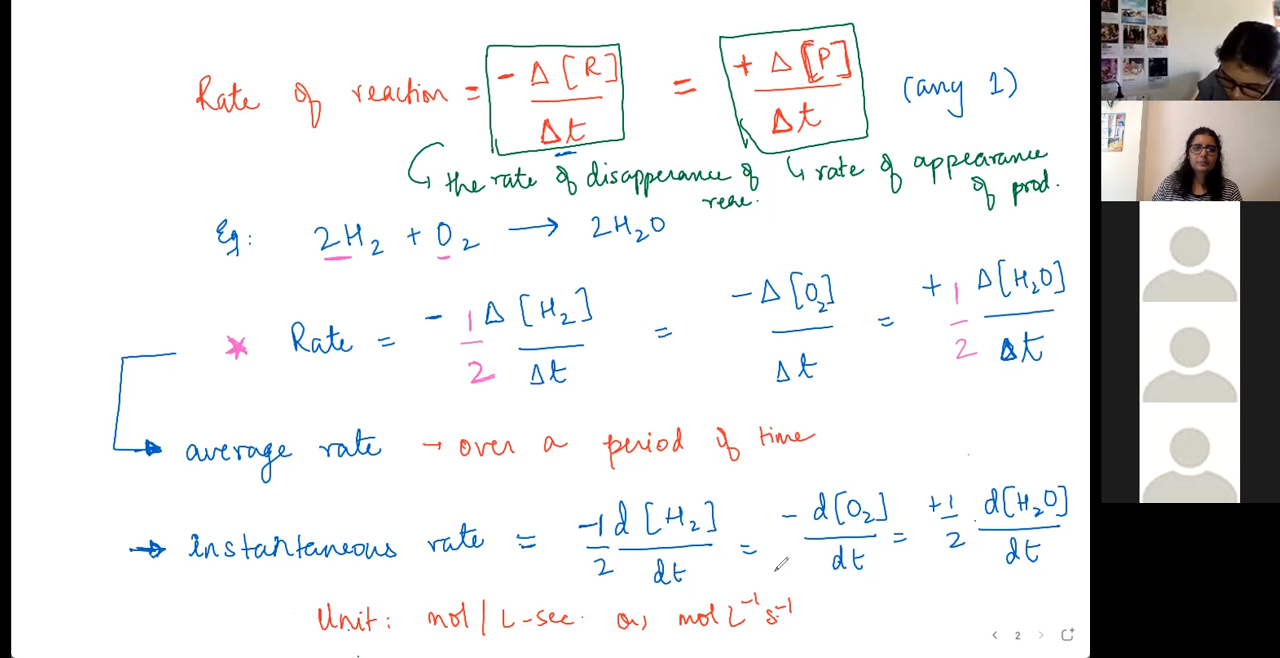 Rate of reaction = - Δ[R] / Δt = + Δ[P] / Δt (any 1)
↳ the rate of disapperance of reac. ↳ rate of appearance of prod.
Eg: 2H₂ + O₂ ⟶ 2H₂O
* Rate = - 1/2 Δ[H₂] / Δt = - Δ[O₂] / Δt = + 1/2 Δ[H₂O] / Δt
→ average rate → over a period of time
→ instantaneous rate = -1/2 d[H₂] / dt = - d[O₂] / dt = +1/2 d[H₂O] / dt
Unit: mol / L-sec. or, mol L⁻¹ s⁻¹
< 2 >